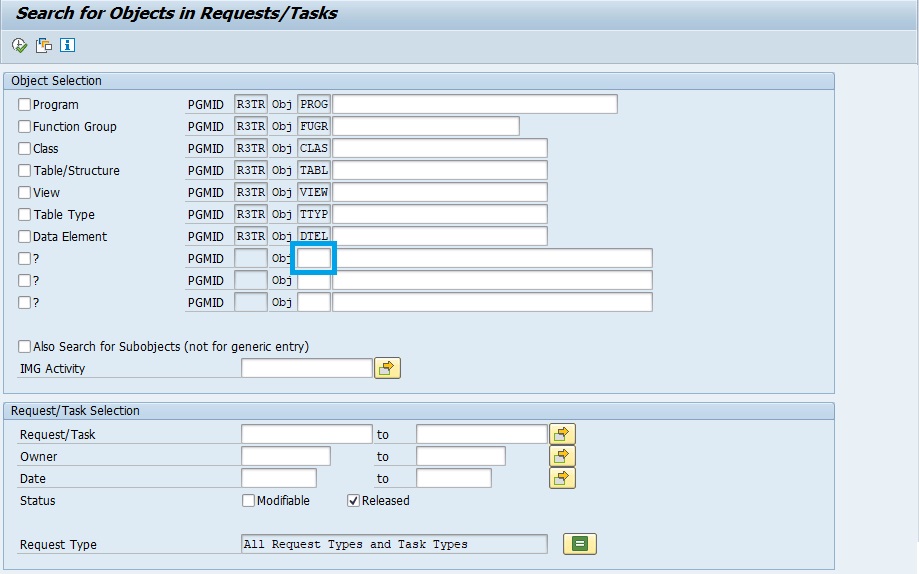 Search for Objects in Requests/Tasks
Object Selection
Program PGMID R3TR Obj PROG
Function Group PGMID R3TR Obj FUGR
Class PGMID R3TR Obj CLAS
Table/Structure PGMID R3TR Obj TABL
View PGMID R3TR Obj VIEW
Table Type PGMID R3TR Obj TTYP
Data Element PGMID R3TR Obj DTEL
? PGMID Obj
? PGMID Obj
? PGMID Obj
Also Search for Subobjects (not for generic entry)
IMG Activity
Request/Task Selection
Request/Task to
Owner to
Date to
Status Modifiable Released
Request Type All Request Types and Task Types